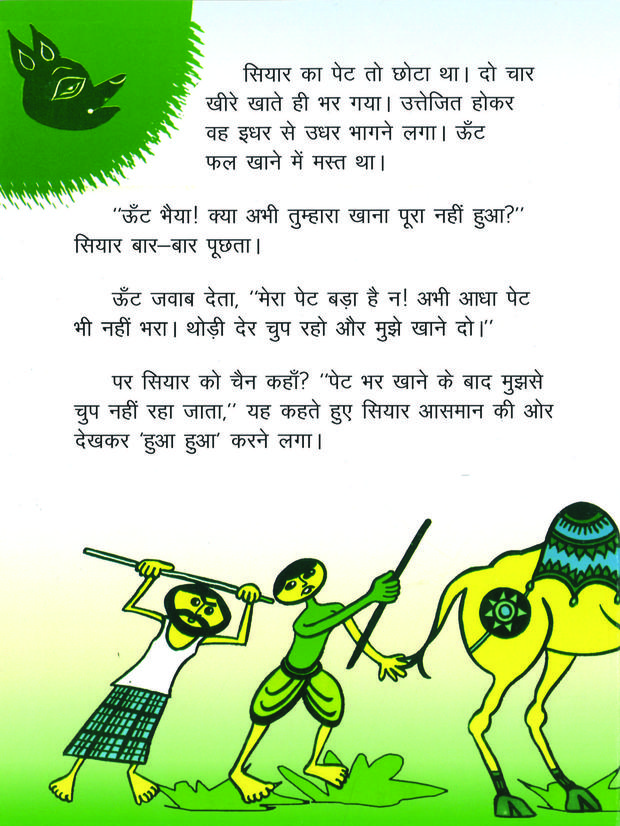 सियार का पेट तो छोटा था। दो चार
खीरे खाते ही भर गया। उत्तेजित होकर
वह इधर से उधर भागने लगा। ऊँट
फल खाने में मस्त था।
"ऊँट भैया! क्या अभी तुम्हारा खाना पूरा नहीं हुआ?"
सियार बार–बार पूछता।
ऊँट जवाब देता, "मेरा पेट बड़ा है न! अभी आधा पेट
भी नहीं भरा। थोड़ी देर चुप रहो और मुझे खाने दो।"
पर सियार को चैन कहाँ? "पेट भर खाने के बाद मुझसे
चुप नहीं रहा जाता," यह कहते हुए सियार आसमान की ओर
देखकर 'हुआ हुआ' करने लगा।